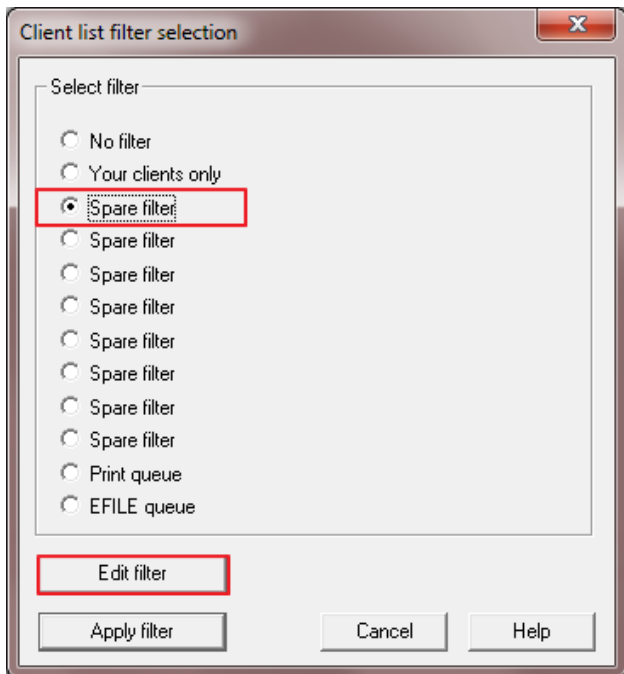 Client list filter selection
Select filter
No filter
Your clients only
Spare filter
Spare filter
Spare filter
Spare filter
Spare filter
Spare filter
Spare filter
Spare filter
Print queue
EFILE queue
Edit filter
Apply filter Cancel Help